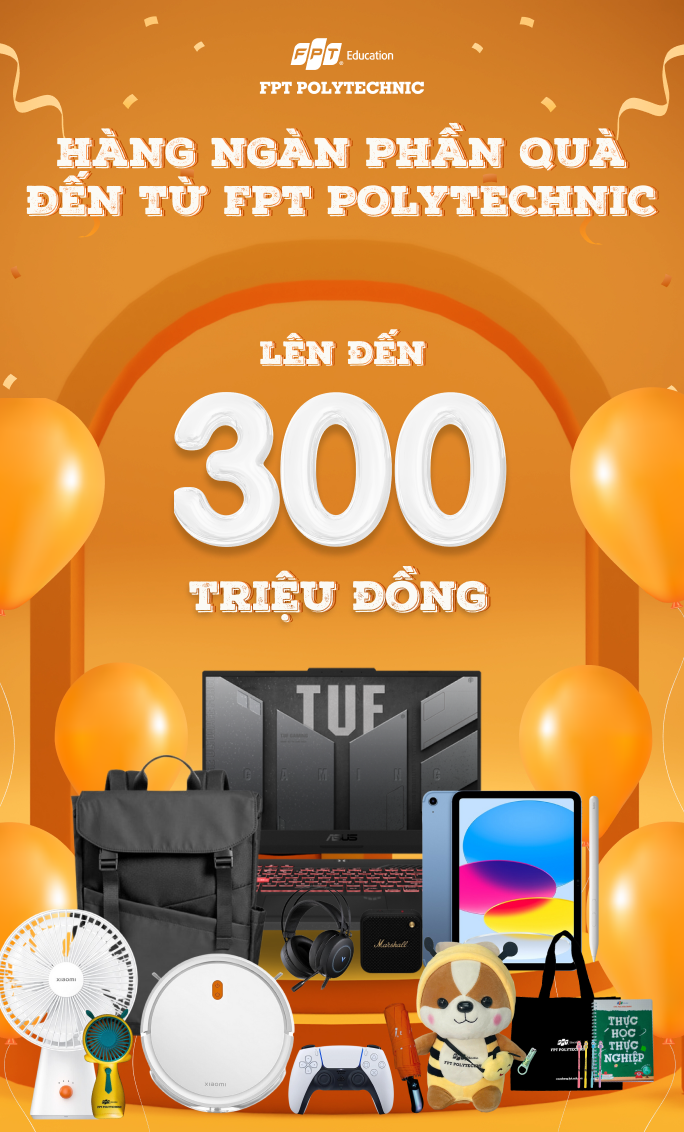 FPT Education
FPT POLYTECHNIC
HÀNG NGÀN PHẦN QUÀ
ĐẾN TỪ FPT POLYTECHNIC
LÊN ĐẾN
300
TRIỆU ĐỒNG
TUF
GAMING
ASUS
Marshall
xiaomi
xiaomi
FPT POLYTECHNIC
FPT POLYTECHNIC
THỰC
HỌC
THỰC
NGHIỆP